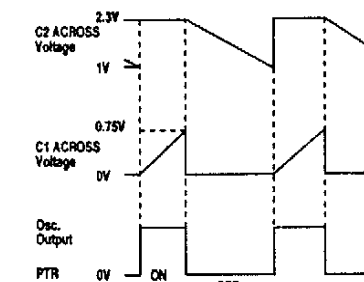 2.3V
C2 ACROSS
Voltage
1V
0.75V
C1 ACROSS
Voltage
0V
Osc.
Output
PTR 0V ON